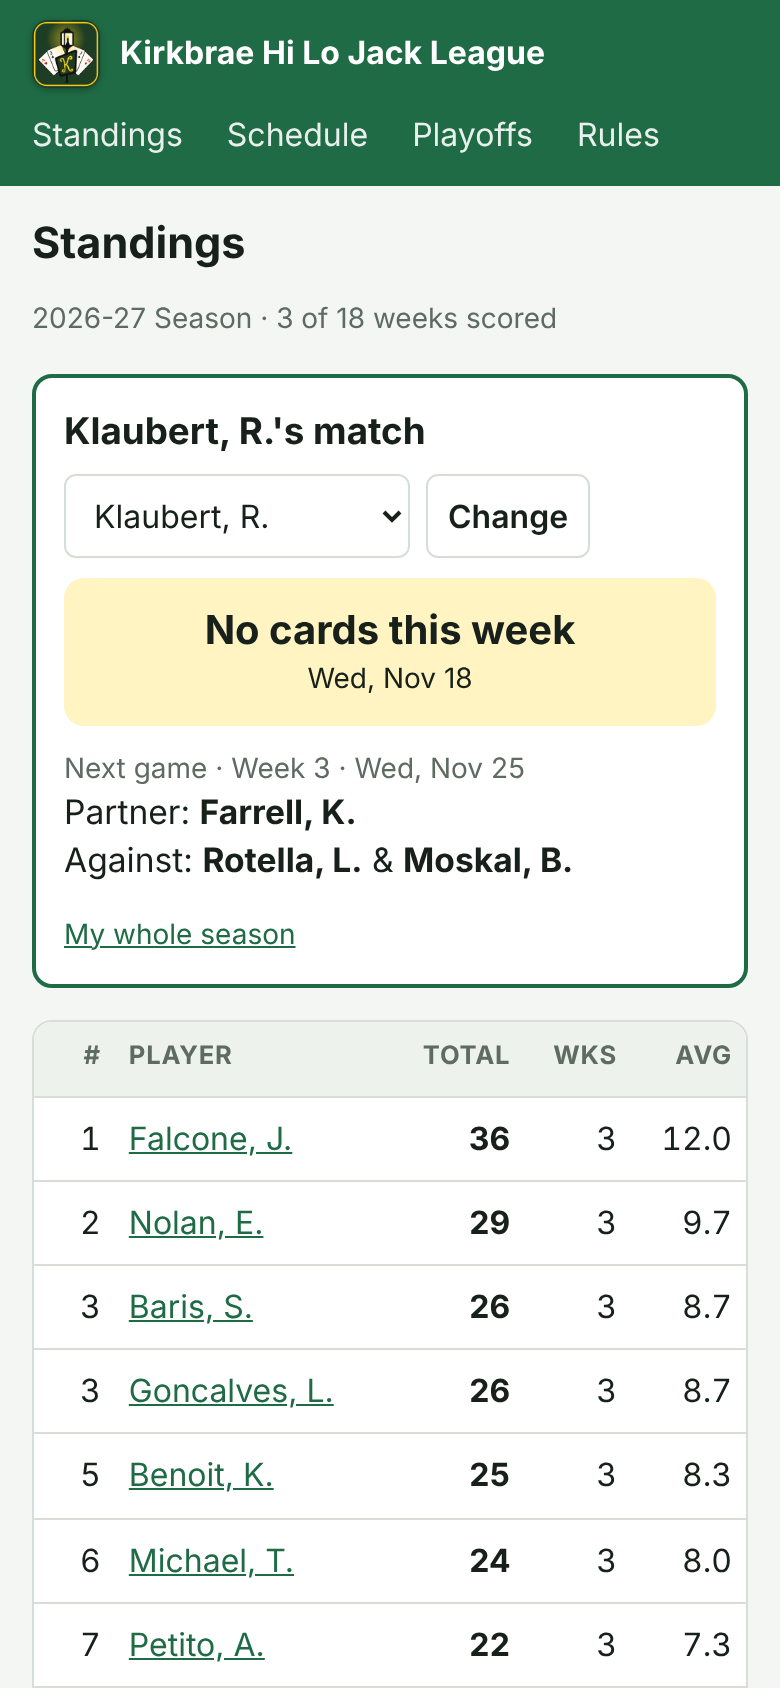 K
Kirkbrae Hi Lo Jack League
Standings Schedule Playoffs Rules
Standings
2026-27 Season · 3 of 18 weeks scored
Klaubert, R.'s match
Klaubert, R. Change
No cards this week
Wed, Nov 18
Next game · Week 3 · Wed, Nov 25
Partner: Farrell, K.
Against: Rotella, L. & Moskal, B.
My whole season
# PLAYER TOTAL WKS AVG
1 Falcone, J. 36 3 12.0
2 Nolan, E. 29 3 9.7
3 Baris, S. 26 3 8.7
3 Goncalves, L. 26 3 8.7
5 Benoit, K. 25 3 8.3
6 Michael, T. 24 3 8.0
7 Petito, A. 22 3 7.3